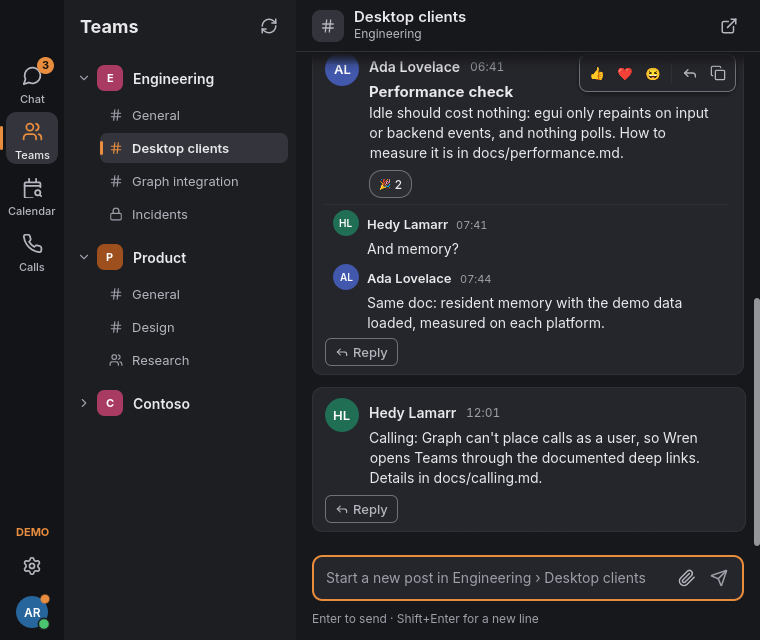 Teams
Desktop clients
Engineering
3
Chat
Teams
Calendar
Calls
DEMO
AR
E Engineering
General
Desktop clients
Graph integration
Incidents
P Product
General
Design
Research
C Contoso
AL Ada Lovelace 06:41
Performance check
Idle should cost nothing: egui only repaints on input
or backend events, and nothing polls. How to
measure it is in docs/performance.md.
🎉 2
HL Hedy Lamarr 07:41
And memory?
AL Ada Lovelace 07:44
Same doc: resident memory with the demo data
loaded, measured on each platform.
Reply
HL Hedy Lamarr 12:01
Calling: Graph can't place calls as a user, so Wren
opens Teams through the documented deep links.
Details in docs/calling.md.
Reply
Start a new post in Engineering › Desktop clients
Enter to send · Shift+Enter for a new line